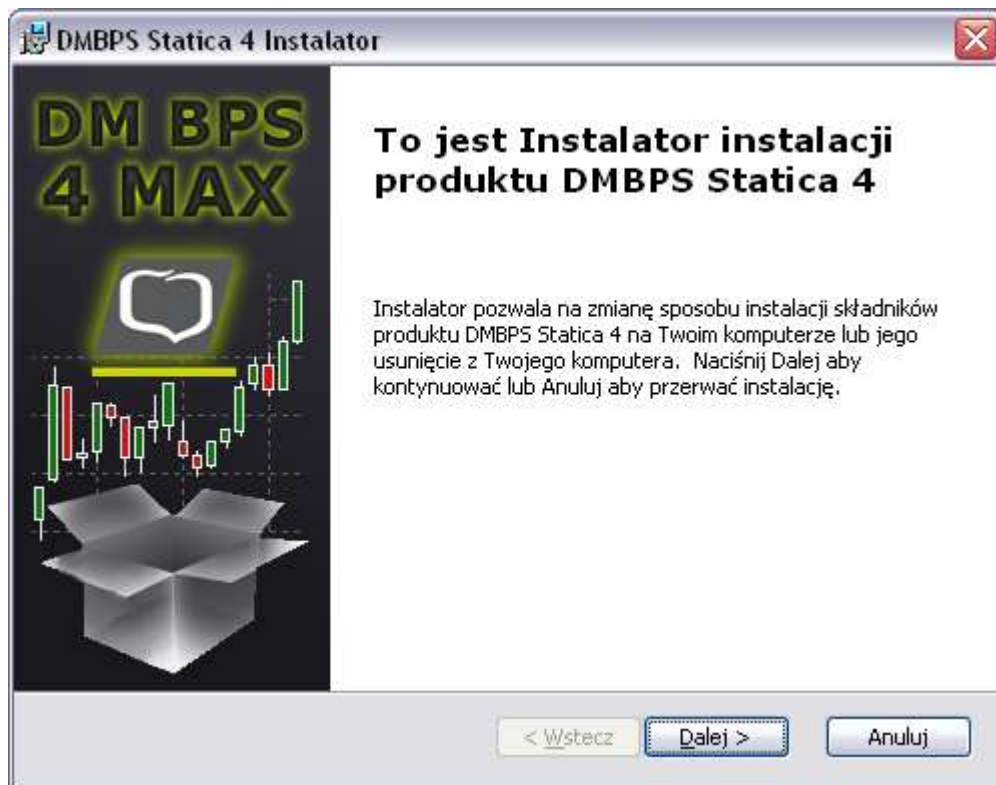 DMBPS Statica 4 Instalator
DM BPS
4 MAX
To jest Instalator instalacji
produktu DMBPS Statica 4
Instalator pozwala na zmianę sposobu instalacji składników
produktu DMBPS Statica 4 na Twoim komputerze lub jego
usunięcie z Twojego komputera. Naciśnij Dalej aby
kontynuować lub Anuluj aby przerwać instalację.
< Wstecz Dalej > Anuluj